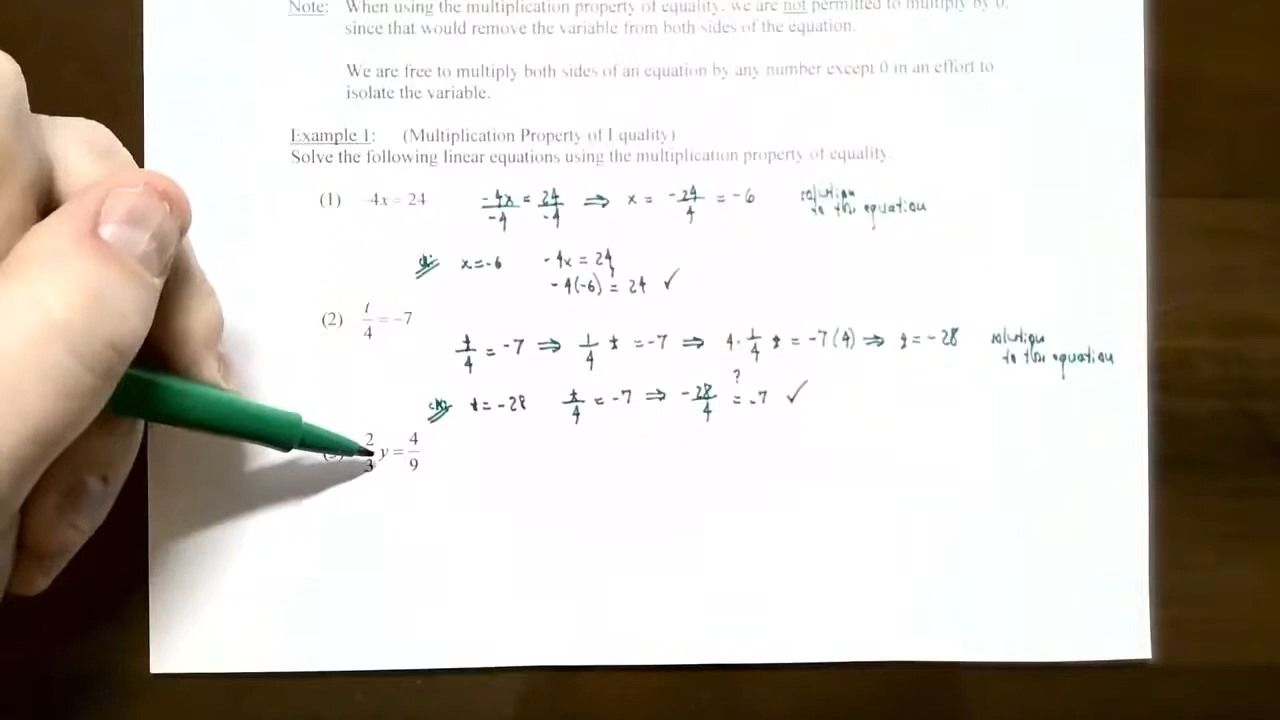 Note: When using the multiplication property of equality, we are not permitted to multiply by 0,
since that would remove the variable from both sides of the equation.
We are free to multiply both sides of an equation by any number except 0 in an effort to
isolate the variable.
Example 1: (Multiplication Property of Equality)
Solve the following linear equations using the multiplication property of equality.
(1) -4x = 24 -4x/-4 = 24/-4 ⇒ x = -24/4 = -6 solution
to the equation
x=-6 -4x = 24
-4(-6) = 24 ✓
(2) t/4 = -7
t/4 = -7 ⇒ 1/4 t = -7 ⇒ 4·1/4 t = -7(4) ⇒ t = -28 solution
to the equation
t = -28 t/4 = -7 ⇒ -28/4 ?= -7 ✓
2/3 y = 4/9